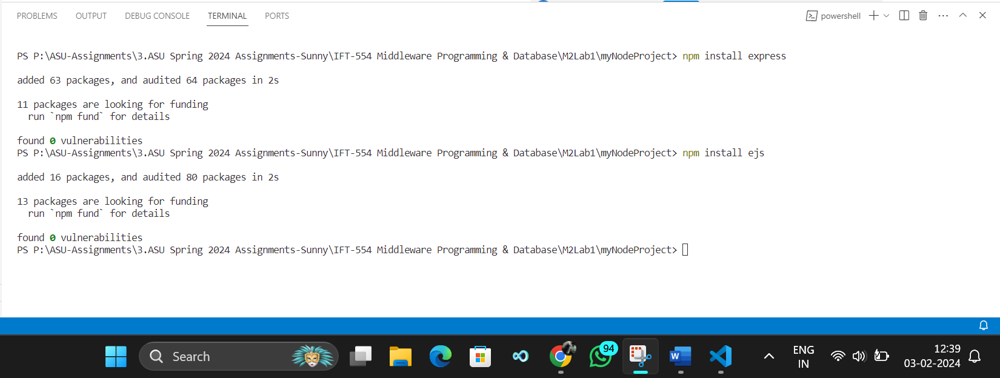 PROBLEMS OUTPUT DEBUG CONSOLE TERMINAL PORTS powershell
PS P:\ASU-Assignments\3.ASU Spring 2024 Assignments-Sunny\IFT-554 Middleware Programming & Database\M2Lab1\myNodeProject> npm install express
added 63 packages, and audited 64 packages in 2s
11 packages are looking for funding
run `npm fund` for details
found 0 vulnerabilities
PS P:\ASU-Assignments\3.ASU Spring 2024 Assignments-Sunny\IFT-554 Middleware Programming & Database\M2Lab1\myNodeProject> npm install ejs
added 16 packages, and audited 80 packages in 2s
13 packages are looking for funding
run `npm fund` for details
found 0 vulnerabilities
PS P:\ASU-Assignments\3.ASU Spring 2024 Assignments-Sunny\IFT-554 Middleware Programming & Database\M2Lab1\myNodeProject>
Search
94
W
ENG
IN
12:39
03-02-2024